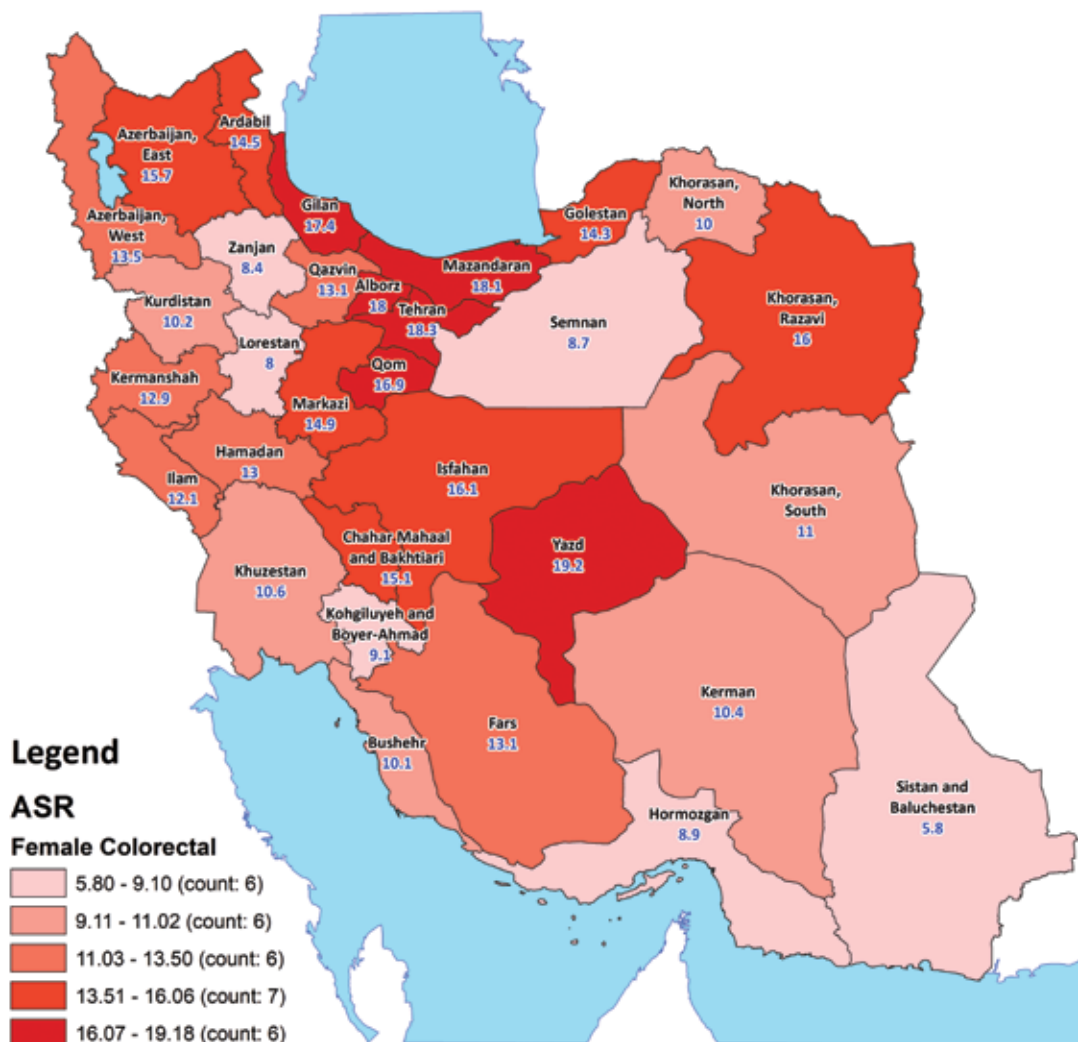 Ardabil
14.5
Azerbaijan,
East
15.7
Khorasan,
North
10
Gilan
17.4
Golestan
14.3
Azerbaijan,
West
13.5
Zanjan
8.4
Qazvin
13.1
Mazandaran
18.1
Alborz
18
Tehran
18.3
Kurdistan
10.2
Khorasan,
Razavi
16
Semnan
8.7
Lorestan
8
Qom
16.9
Kermanshah
12.9
Markazi
14.9
Hamadan
13
Isfahan
16.1
Ilam
12.1
Khorasan,
South
11
Chahar Mahaal
and Bakhtiari
15.1
Yazd
19.2
Khuzestan
10.6
Kohgiluyeh and
Boyer-Ahmad
9.1
Kerman
10.4
Fars
13.1
Bushehr
10.1
Sistan and
Baluchestan
5.8
Hormozgan
8.9
Legend
ASR
Female Colorectal
5.80 - 9.10 (count: 6)
9.11 - 11.02 (count: 6)
11.03 - 13.50 (count: 6)
13.51 - 16.06 (count: 7)
16.07 - 19.18 (count: 6)